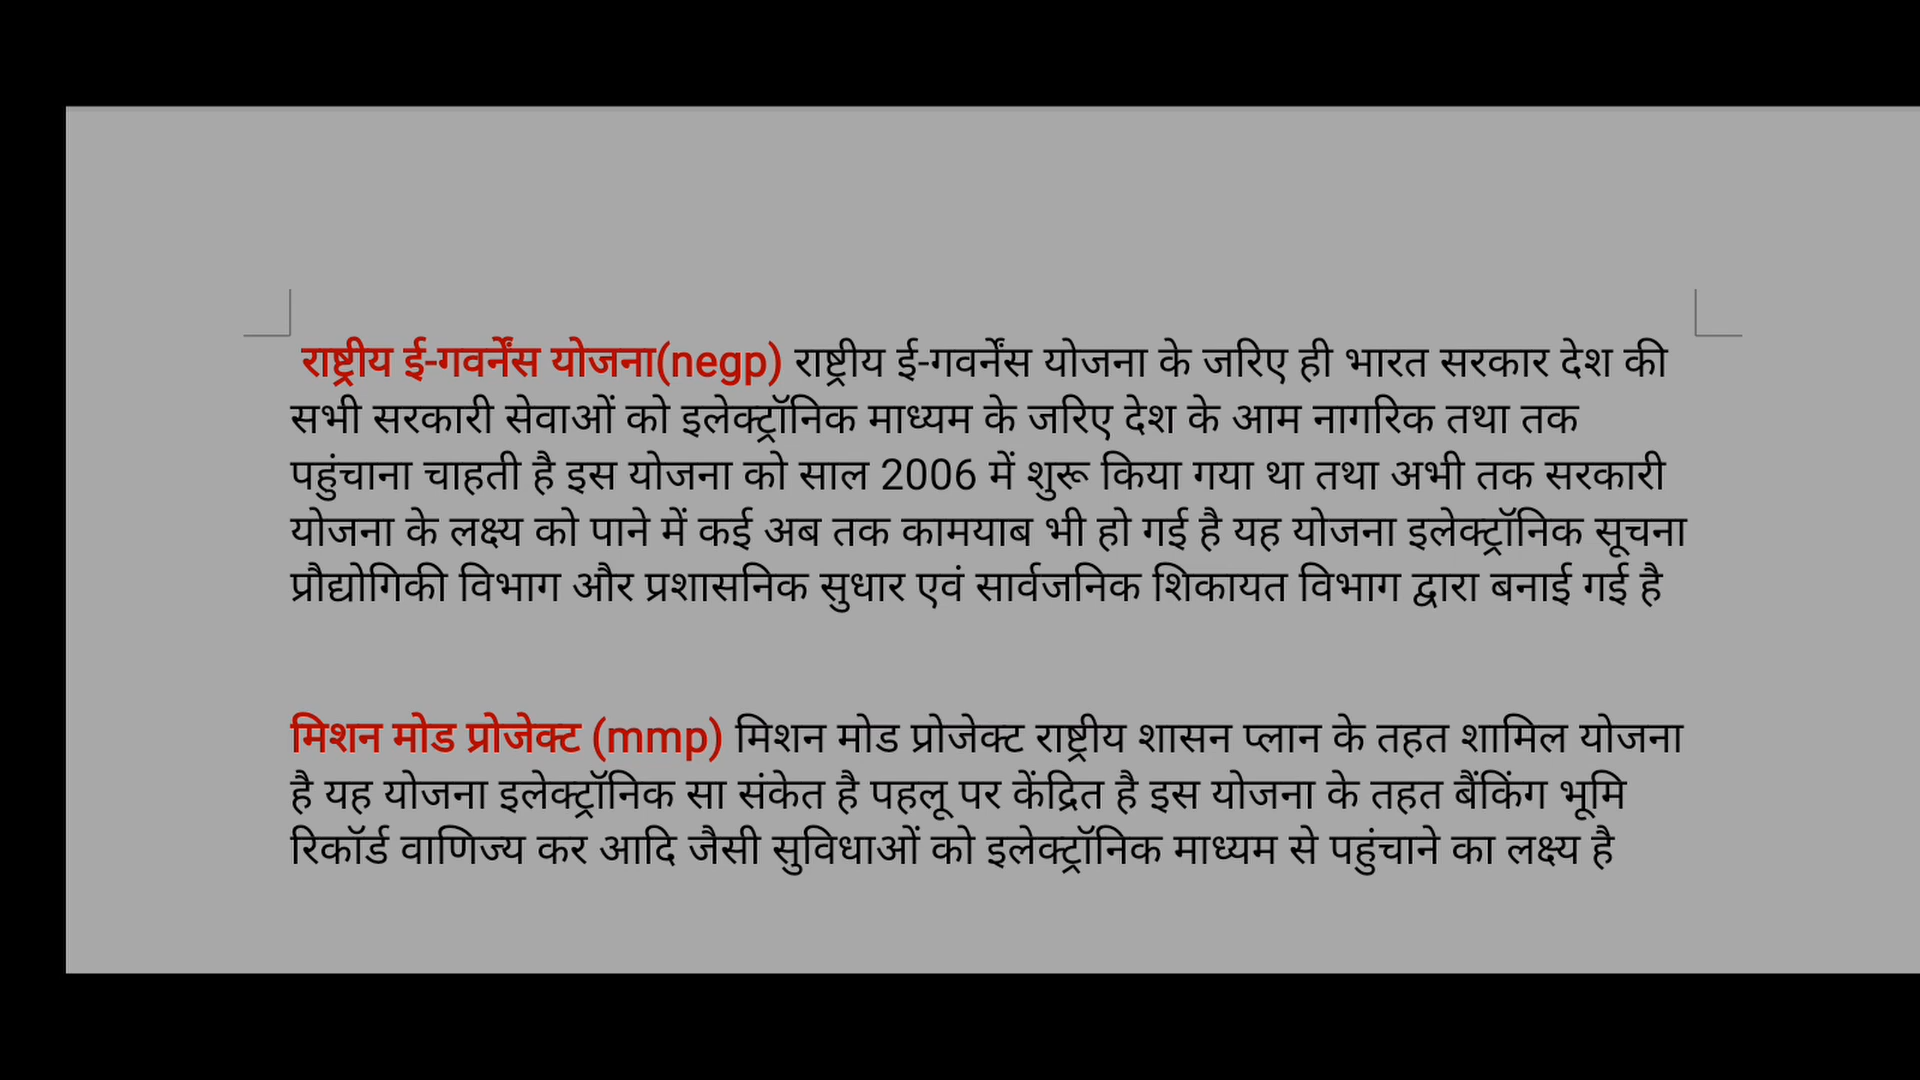 राष्ट्रीय ई-गवर्नेंस योजना(negp) राष्ट्रीय ई-गवर्नेंस योजना के जरिए ही भारत सरकार देश की
सभी सरकारी सेवाओं को इलेक्ट्रॉनिक माध्यम के जरिए देश के आम नागरिक तथा तक
पहुंचाना चाहती है इस योजना को साल 2006 में शुरू किया गया था तथा अभी तक सरकारी
योजना के लक्ष्य को पाने में कई अब तक कामयाब भी हो गई है यह योजना इलेक्ट्रॉनिक सूचना
प्रौद्योगिकी विभाग और प्रशासनिक सुधार एवं सार्वजनिक शिकायत विभाग द्वारा बनाई गई है
मिशन मोड प्रोजेक्ट (mmp) मिशन मोड प्रोजेक्ट राष्ट्रीय शासन प्लान के तहत शामिल योजना
है यह योजना इलेक्ट्रॉनिक सा संकेत है पहलू पर केंद्रित है इस योजना के तहत बैंकिंग भूमि
रिकॉर्ड वाणिज्य कर आदि जैसी सुविधाओं को इलेक्ट्रॉनिक माध्यम से पहुंचाने का लक्ष्य है